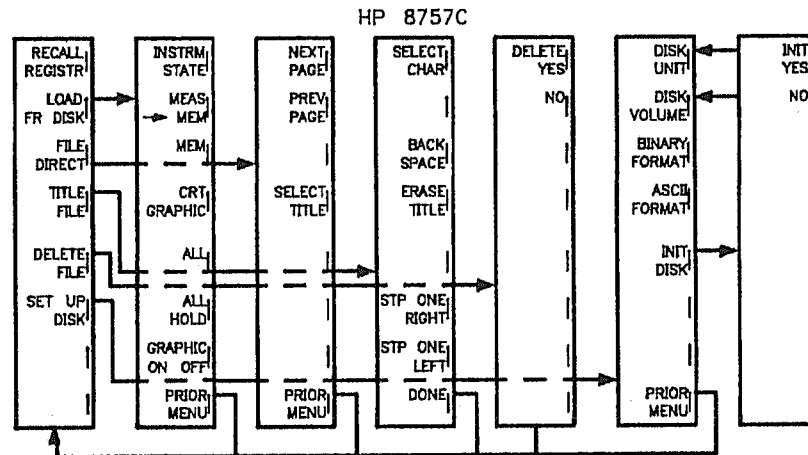 HP 8757C
RECALL
REGISTR
LOAD
FR DISK
FILE
DIRECT
TITLE
FILE
DELETE
FILE
SET UP
DISK
INSTRM
STATE
MEAS
MEM
MEM
CRT
GRAPHIC
ALL
ALL
HOLD
GRAPHIC
ON OFF
PRIOR
MENU
NEXT
PAGE
PREV
PAGE
SELECT
TITLE
PRIOR
MENU
SELECT
CHAR
BACK
SPACE
ERASE
TITLE
STP ONE
RIGHT
STP ONE
LEFT
DONE
DELETE
YES
NO
DISK
UNIT
DISK
VOLUME
BINARY
FORMAT
ASCII
FORMAT
INIT
DISK
PRIOR
MENU
INIT
YES
NO